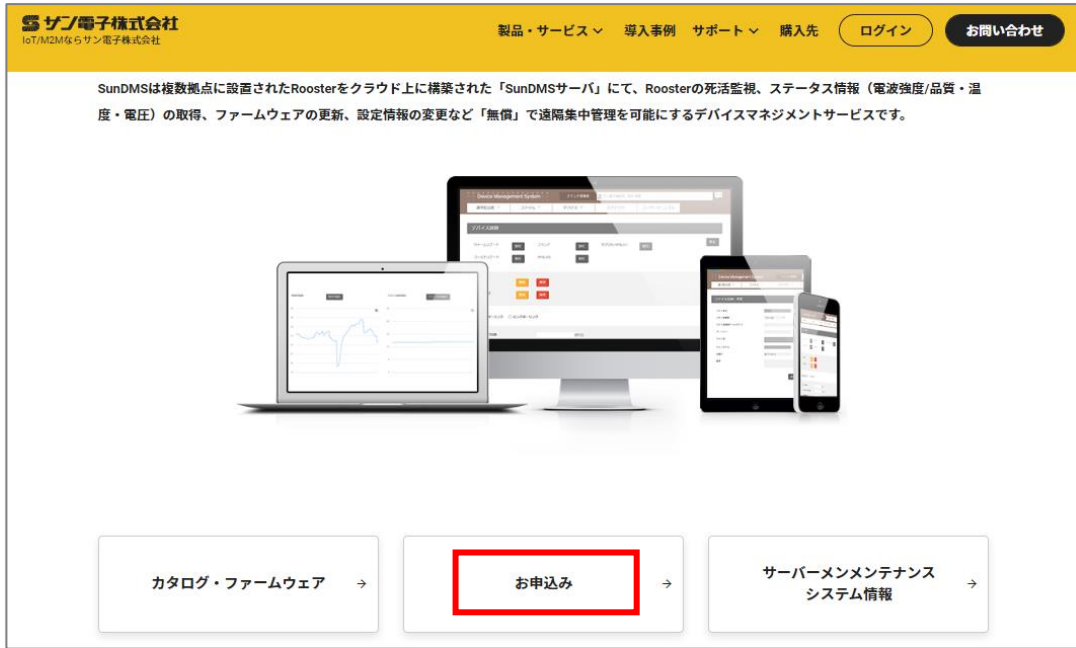 サン電子株式会社
IoT/M2Mならサン電子株式会社
製品・サービス 導入事例 サポート 購入先 ログイン お問い合わせ
SunDMSは複数拠点に設置されたRoosterをクラウド上に構築された「SunDMSサーバ」にて、Roosterの死活監視、ステータス情報（電波強度/品質・温
度・電圧）の取得、ファームウェアの更新、設定情報の変更など「無償」で遠隔集中管理を可能にするデバイスマネジメントサービスです。
Device Management System
Device Management System
カタログ・ファームウェア →
お申込み →
サーバーメンメンテナンス
システム情報 →